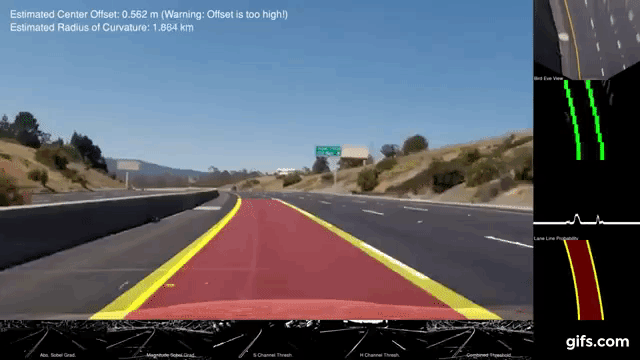 Estimated Center Offset: 0.562 m (Warning: Offset is too high!)
Estimated Radius of Curvature: 1.864 km
Bird Eye View
Lane Line Probability
Abs. Sobel Grad.
Magnitude Sobel Grad.
S Channel Thresh.
H Channel Thresh.
Combined Threshold
gifs.com